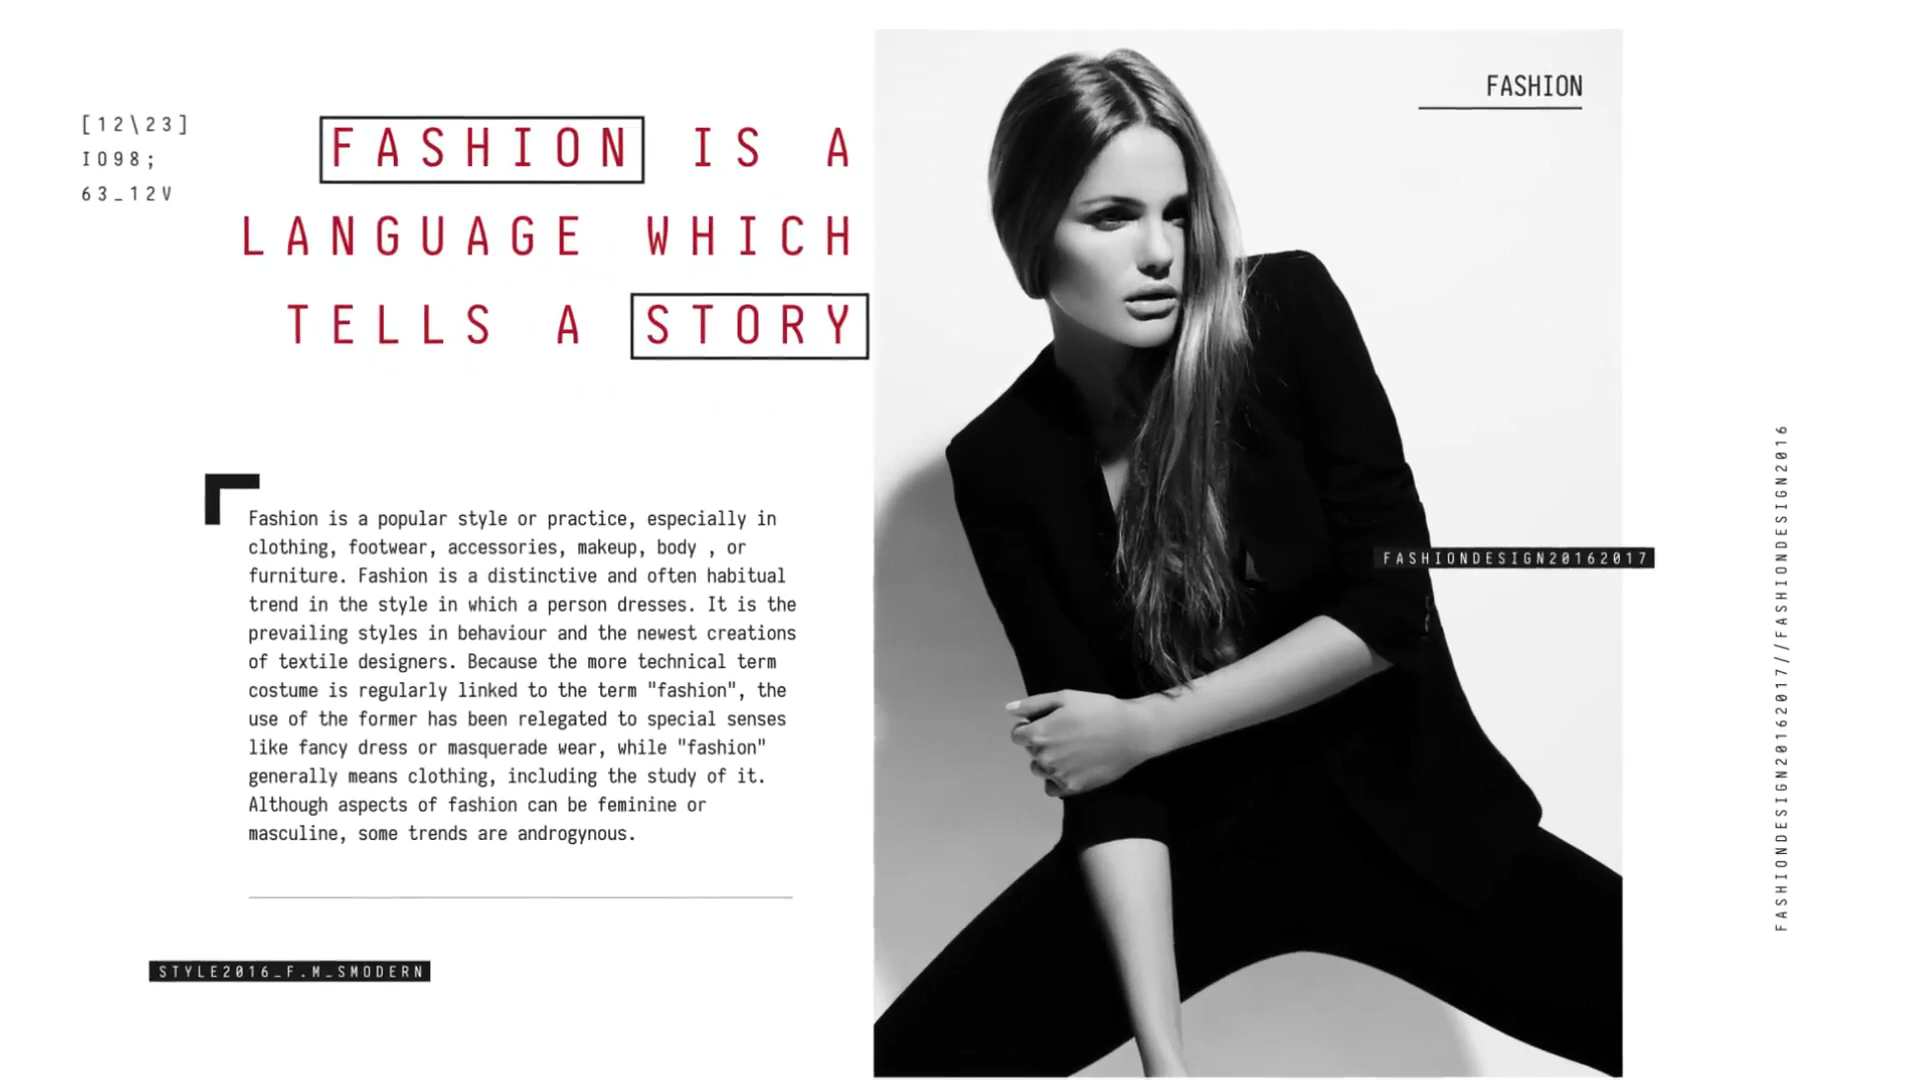 [12\23]
IO98;
63_12V
FASHION IS A
LANGUAGE WHICH
TELLS A STORY
Fashion is a popular style or practice, especially in
clothing, footwear, accessories, makeup, body , or
furniture. Fashion is a distinctive and often habitual
trend in the style in which a person dresses. It is the
prevailing styles in behaviour and the newest creations
of textile designers. Because the more technical term
costume is regularly linked to the term "fashion", the
use of the former has been relegated to special senses
like fancy dress or masquerade wear, while "fashion"
generally means clothing, including the study of it.
Although aspects of fashion can be feminine or
masculine, some trends are androgynous.
STYLE2016_F.M_SMODERN
FASHION
FASHIONDESIGN20162017
FASHIONDESIGN20162017//FASHIONDESIGN2016